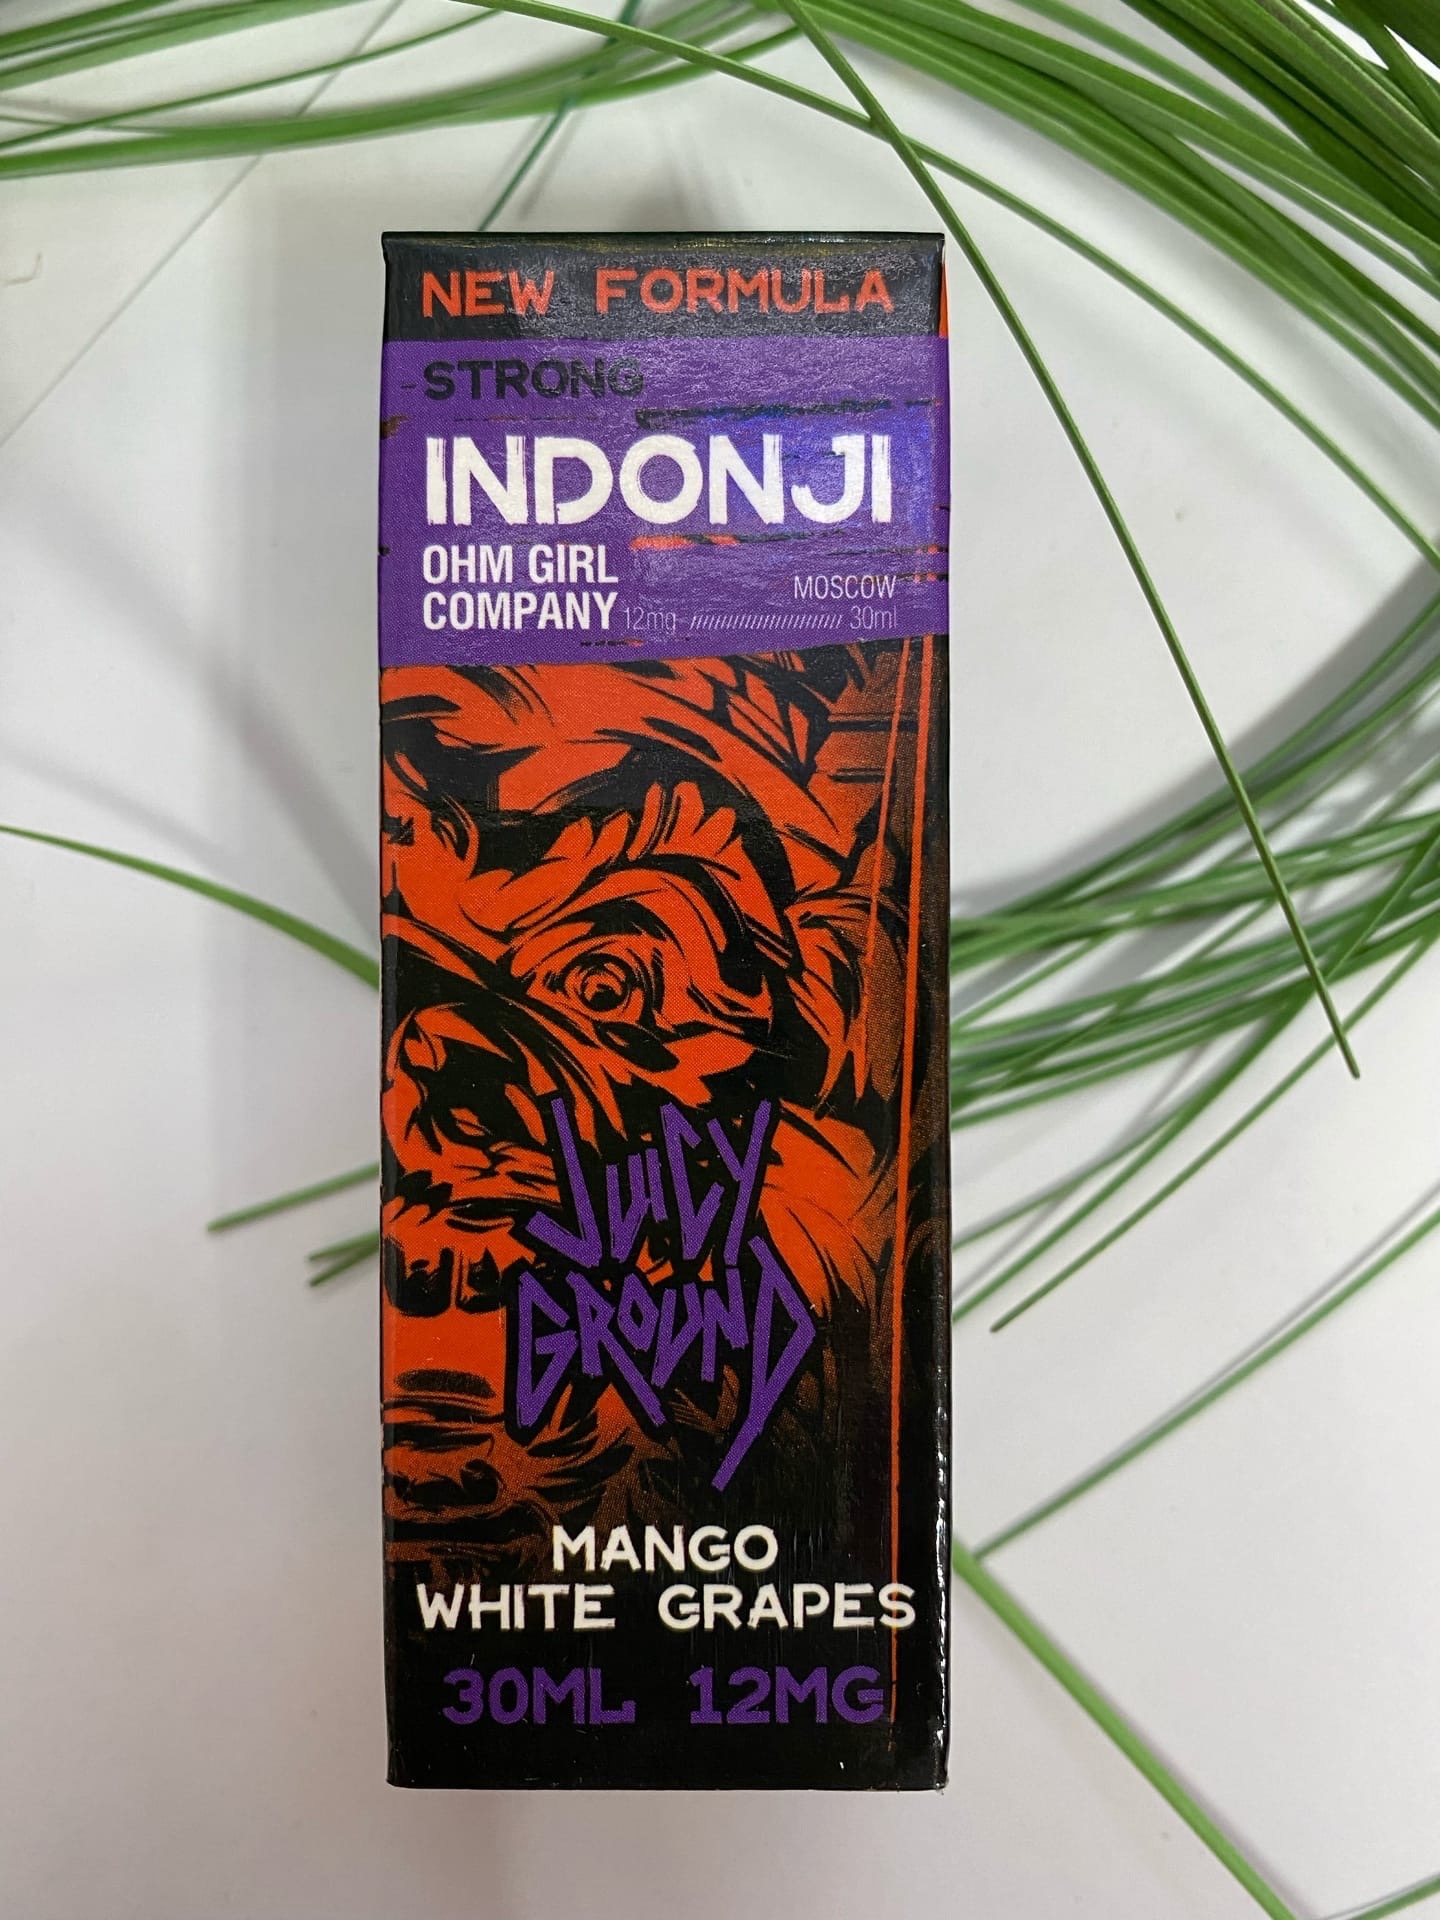 NEW FORMULA
STRONG
INDONJI
OHM GIRL
COMPANY
MOSCOW
12mg 30ml
JUICY
GROUND
MANGO
WHITE GRAPES
30ML 12MG